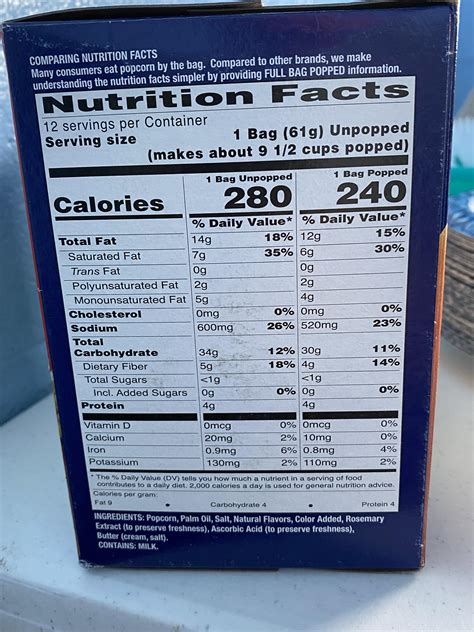 COMPARING NUTRITION FACTS
Many consumers eat popcorn by the bag. Compared to other brands, we make
understanding the nutrition facts simpler by providing FULL BAG POPPED information.
Nutrition Facts
12 servings per Container
Serving size 1 Bag (61g) Unpopped
(makes about 9 1/2 cups popped)
1 Bag Unpopped 1 Bag Popped
Calories 280 240
% Daily Value* % Daily Value*
Total Fat 14g 18% 12g 15%
Saturated Fat 7g 35% 6g 30%
Trans Fat 0g 0g
Polyunsaturated Fat 2g 2g
Monounsaturated Fat 5g 4g
Cholesterol 0mg 0% 0mg 0%
Sodium 600mg 26% 520mg 23%
Total
Carbohydrate 34g 12% 30g 11%
Dietary Fiber 5g 18% 4g 14%
Total Sugars <1g <1g
Incl. Added Sugars 0g 0% 0g 0%
Protein 4g 4g
Vitamin D 0mcg 0% 0mcg 0%
Calcium 20mg 2% 10mg 0%
Iron 0.9mg 6% 0.8mg 4%
Potassium 130mg 2% 110mg 2%
* The % Daily Value (DV) tells you how much a nutrient in a serving of food
contributes to a daily diet. 2,000 calories a day is used for general nutrition advice.
Calories per gram:
Fat 9 • Carbohydrate 4 • Protein 4
INGREDIENTS: Popcorn, Palm Oil, Salt, Natural Flavors, Color Added, Rosemary
Extract (to preserve freshness), Ascorbic Acid (to preserve freshness),
Butter (cream, salt).
CONTAINS: MILK.